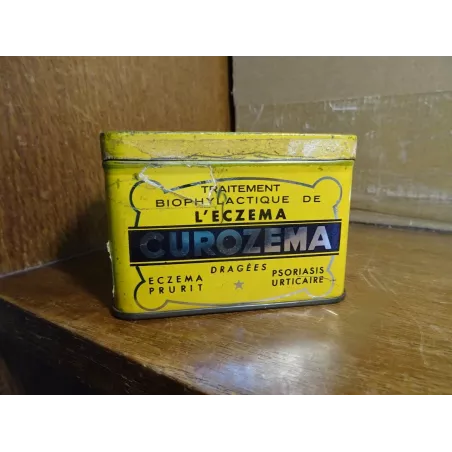 TRAITEMENT
BIOPHYLACTIQUE DE
L'ECZEMA
CUROZEMA
DRAGÉES
ECZEMA
PRURIT
PSORIASIS
URTICAIRE